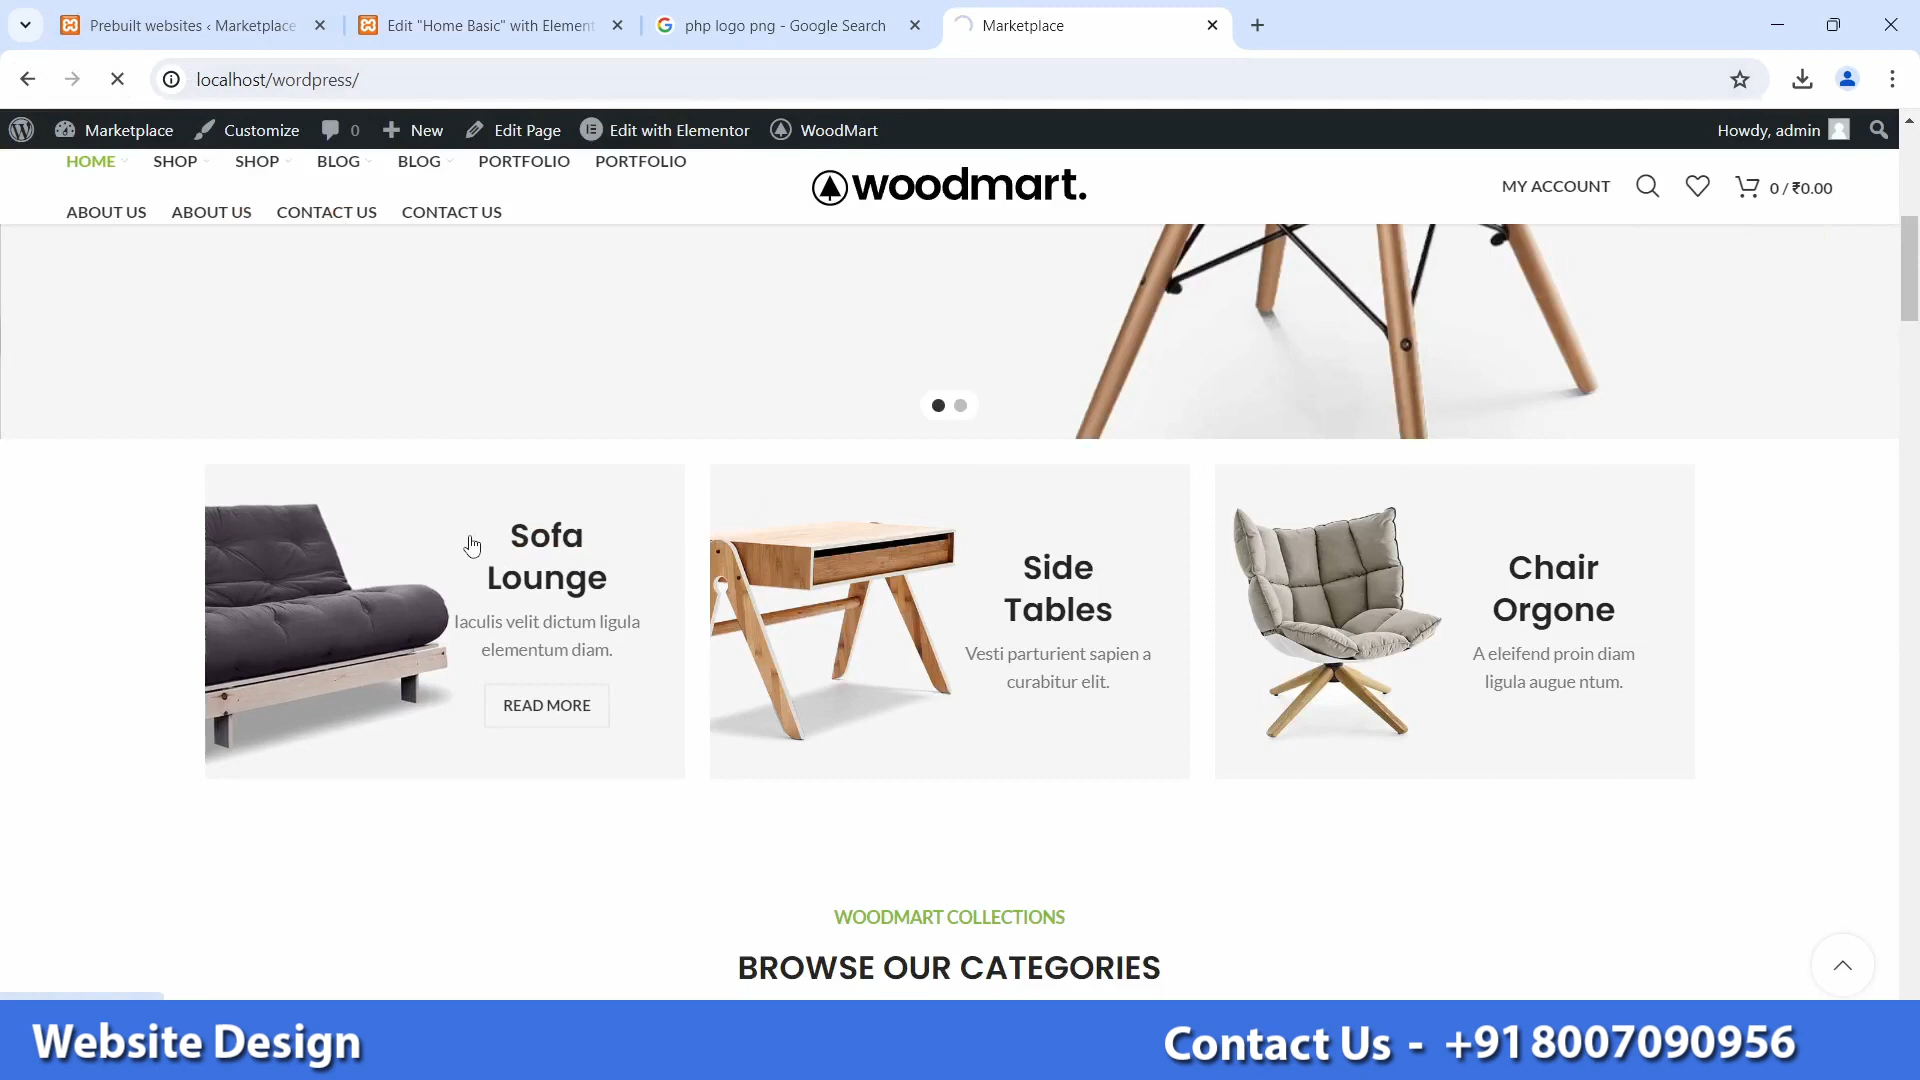 Prebuilt websites ‹ Marketplace
Edit "Home Basic" with Element
php logo png - Google Search
Marketplace
localhost/wordpress/
Marketplace
Customize
0
New
Edit Page
Edit with Elementor
WoodMart
Howdy, admin
HOME
SHOP
SHOP
BLOG
BLOG
PORTFOLIO
PORTFOLIO
ABOUT US
ABOUT US
CONTACT US
CONTACT US
woodmart.
MY ACCOUNT
0 / ₹0.00
Sofa
Lounge
Iaculis velit dictum ligula
elementum diam.
READ MORE
Side
Tables
Vesti parturient sapien a
curabitur elit.
Chair
Orgone
A eleifend proin diam
ligula augue ntum.
WOODMART COLLECTIONS
BROWSE OUR CATEGORIES
Website Design
Contact Us - +91 8007090956